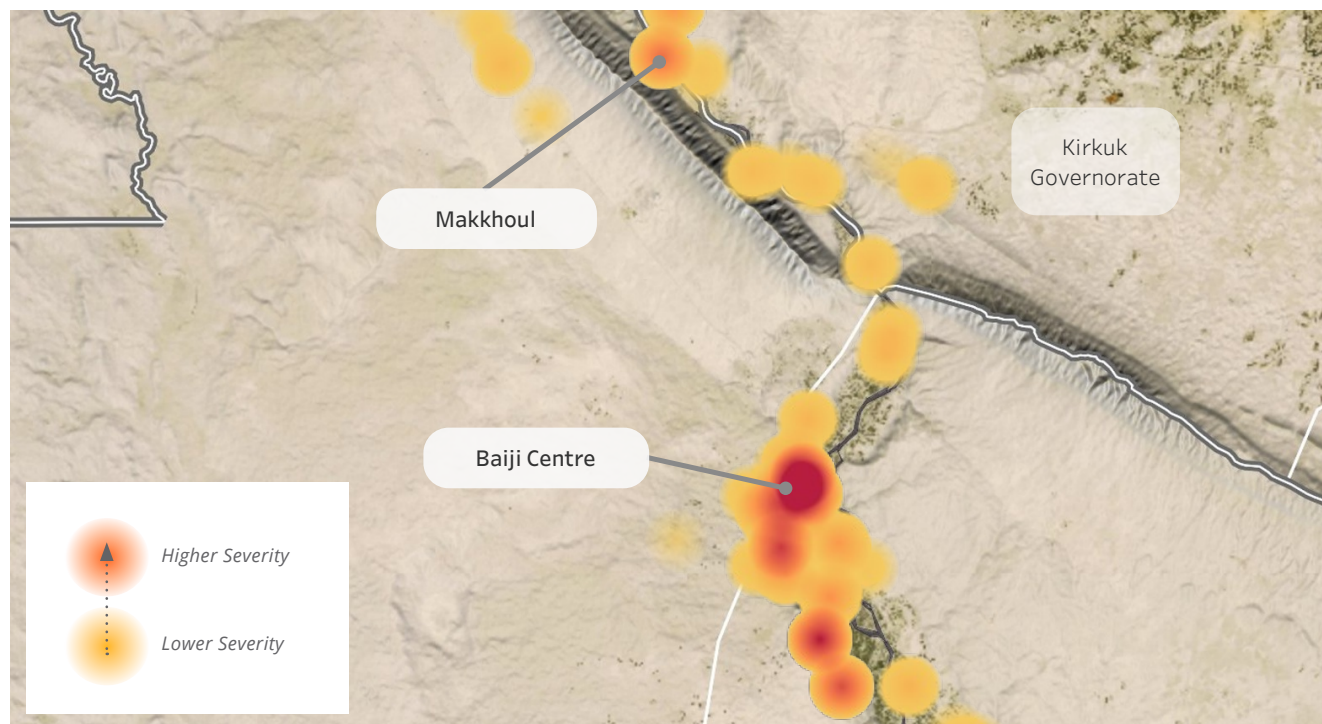 Kirkuk
Governorate
Makkhoul
Baiji Centre
Higher Severity
Lower Severity